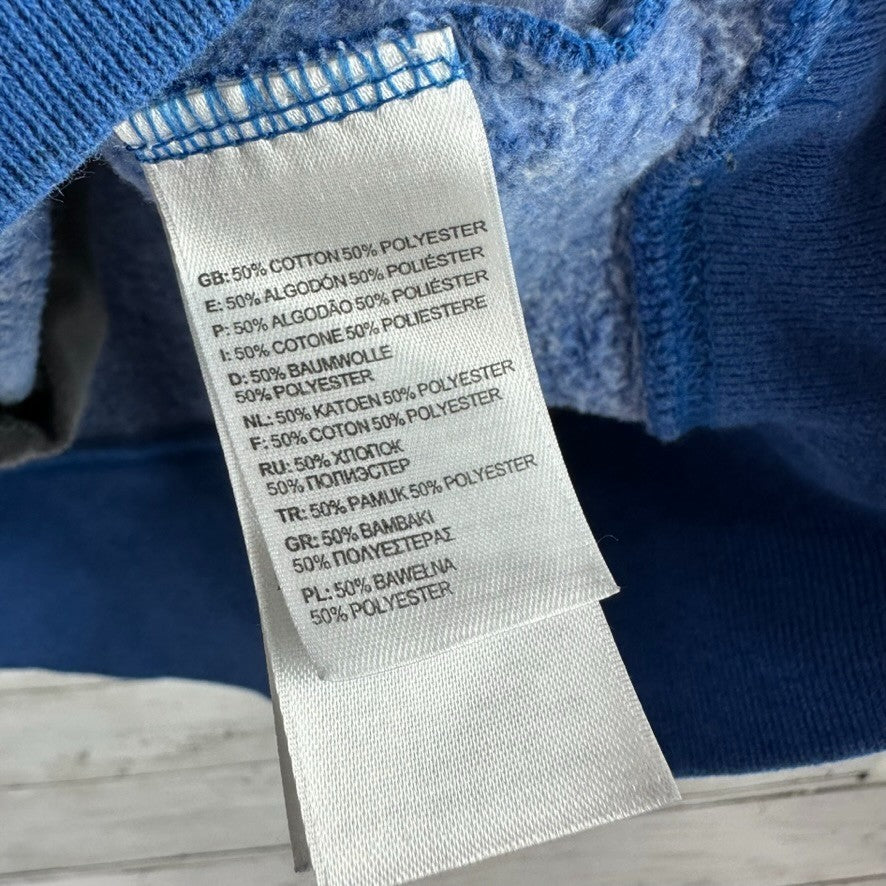 GB: 50% COTTON 50% POLYESTER
E: 50% ALGODÓN 50% POLIÉSTER
P: 50% ALGODÃO 50% POLIÉSTER
I: 50% COTONE 50% POLIESTERE
D: 50% BAUMWOLLE
50% POLYESTER
NL: 50% KATOEN 50% POLYESTER
F: 50% COTON 50% POLYESTER
RU: 50% ХЛОПОК
50% ПОЛИЭСТЕР
TR: 50% PAMUK 50% POLYESTER
GR: 50% BAMBAKI
50% ΠΟΛΥΕΣΤΕΡΑΣ
PL: 50% BAWEŁNA
50% POLYESTER